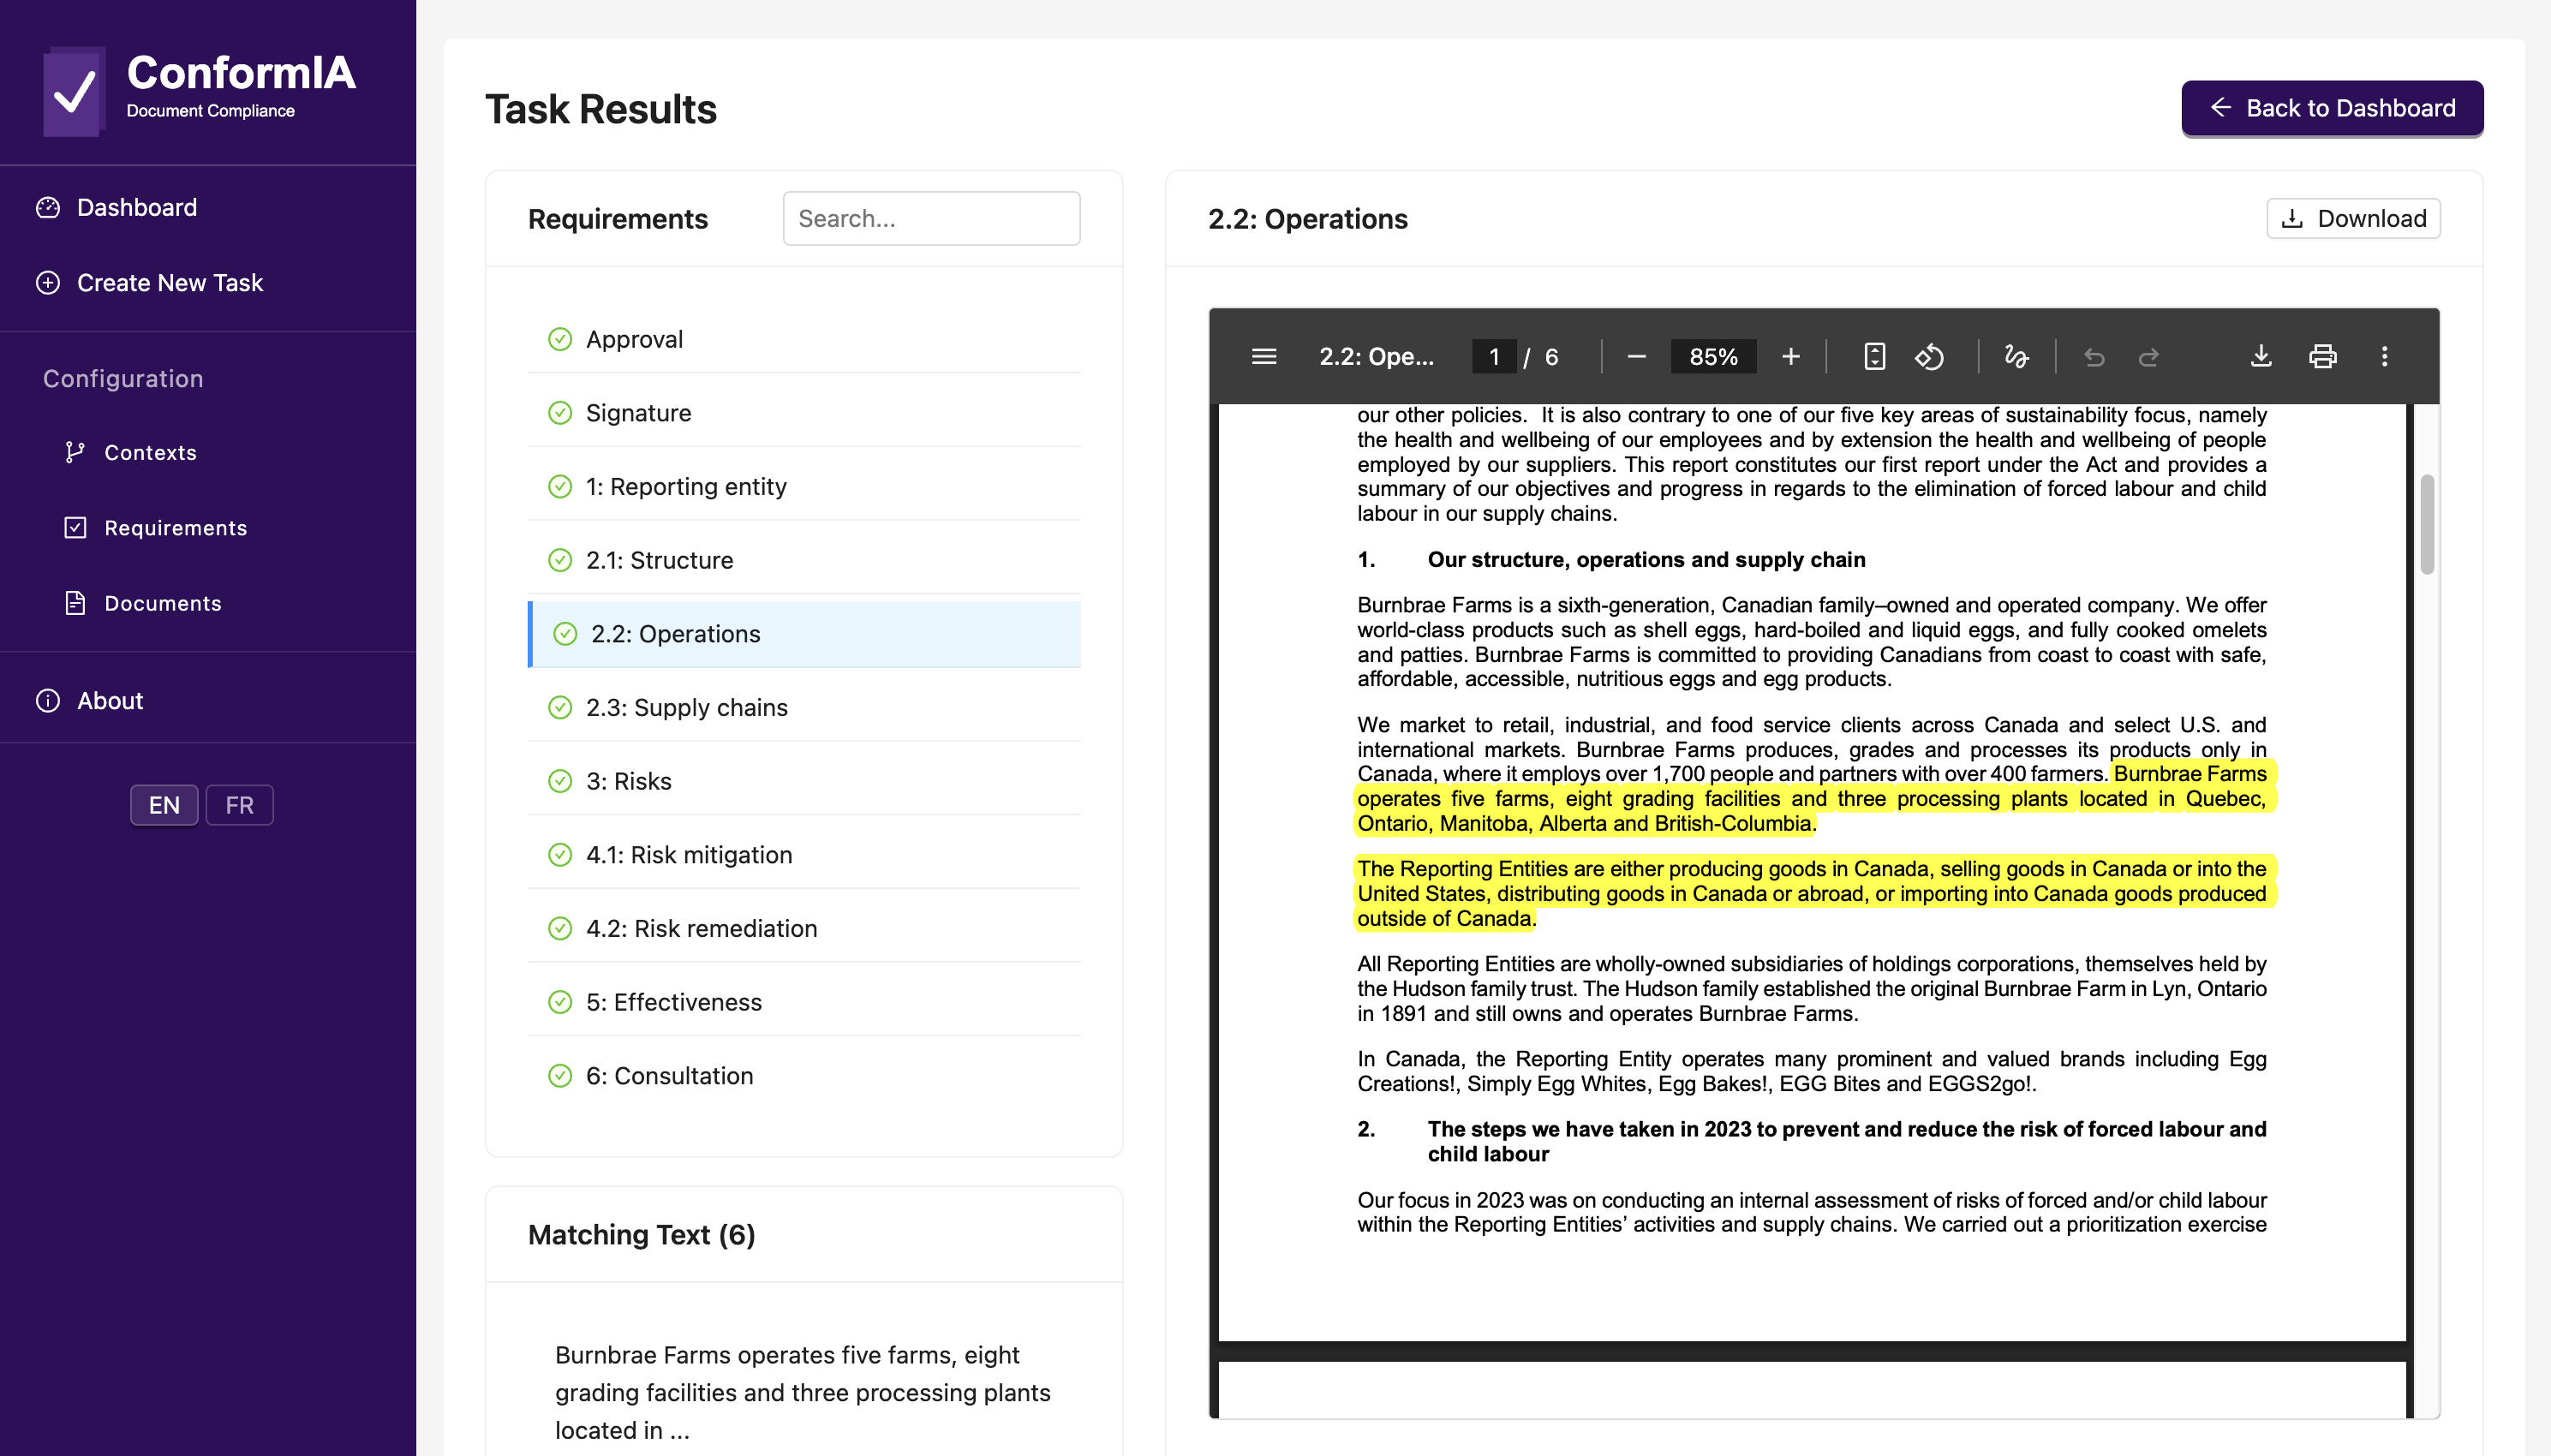 ConformIA
Document Compliance
Dashboard
Create New Task
Configuration
Contexts
Requirements
Documents
About
EN
FR
Task Results
Back to Dashboard
Requirements
Search...
Approval
Signature
1: Reporting entity
2.1: Structure
2.2: Operations
2.3: Supply chains
3: Risks
4.1: Risk mitigation
4.2: Risk remediation
5: Effectiveness
6: Consultation
Matching Text (6)
Burnbrae Farms operates five farms, eight
grading facilities and three processing plants
located in ...
2.2: Operations
Download
2.2: Ope...
1 / 6
85%
our other policies. It is also contrary to one of our five key areas of sustainability focus, namely
the health and wellbeing of our employees and by extension the health and wellbeing of people
employed by our suppliers. This report constitutes our first report under the Act and provides a
summary of our objectives and progress in regards to the elimination of forced labour and child
labour in our supply chains.
1. Our structure, operations and supply chain
Burnbrae Farms is a sixth-generation, Canadian family–owned and operated company. We offer
world-class products such as shell eggs, hard-boiled and liquid eggs, and fully cooked omelets
and patties. Burnbrae Farms is committed to providing Canadians from coast to coast with safe,
affordable, accessible, nutritious eggs and egg products.
We market to retail, industrial, and food service clients across Canada and select U.S. and
international markets. Burnbrae Farms produces, grades and processes its products only in
Canada, where it employs over 1,700 people and partners with over 400 farmers. Burnbrae Farms
operates five farms, eight grading facilities and three processing plants located in Quebec,
Ontario, Manitoba, Alberta and British-Columbia.
The Reporting Entities are either producing goods in Canada, selling goods in Canada or into the
United States, distributing goods in Canada or abroad, or importing into Canada goods produced
outside of Canada.
All Reporting Entities are wholly-owned subsidiaries of holdings corporations, themselves held by
the Hudson family trust. The Hudson family established the original Burnbrae Farm in Lyn, Ontario
in 1891 and still owns and operates Burnbrae Farms.
In Canada, the Reporting Entity operates many prominent and valued brands including Egg
Creations!, Simply Egg Whites, Egg Bakes!, EGG Bites and EGGS2go!.
2. The steps we have taken in 2023 to prevent and reduce the risk of forced labour and
child labour
Our focus in 2023 was on conducting an internal assessment of risks of forced and/or child labour
within the Reporting Entities’ activities and supply chains. We carried out a prioritization exercise